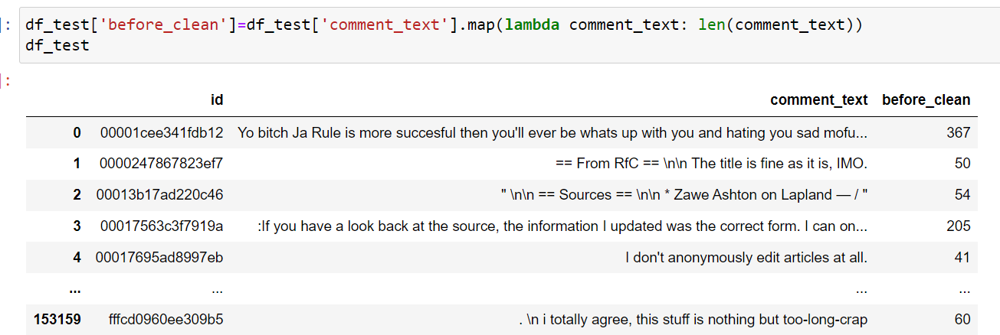 ]: df_test['before_clean']=df_test['comment_text'].map(lambda comment_text: len(comment_text))
df_test
]:
id comment_text before_clean
0 00001cee341fdb12 Yo bitch Ja Rule is more succesful then you'll ever be whats up with you and hating you sad mofu... 367
1 0000247867823ef7 == From RfC == \n\n The title is fine as it is, IMO. 50
2 00013b17ad220c46 " \n\n == Sources == \n\n * Zawe Ashton on Lapland — / " 54
3 00017563c3f7919a :If you have a look back at the source, the information I updated was the correct form. I can on... 205
4 00017695ad8997eb I don't anonymously edit articles at all. 41
... ... ... ...
153159 fffcd0960ee309b5 . \n i totally agree, this stuff is nothing but too-long-crap 60